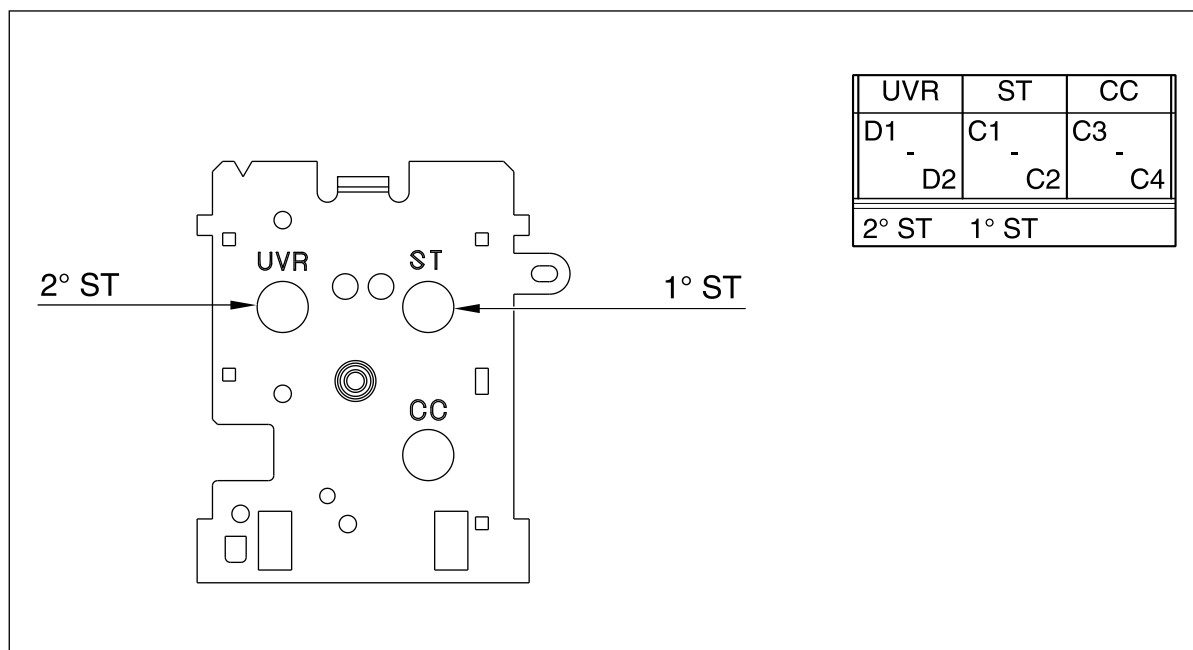 UVR ST CC
D1 C1 C3
- - -
D2 C2 C4
2° ST 1° ST
UVR ST
2° ST 1° ST
CC